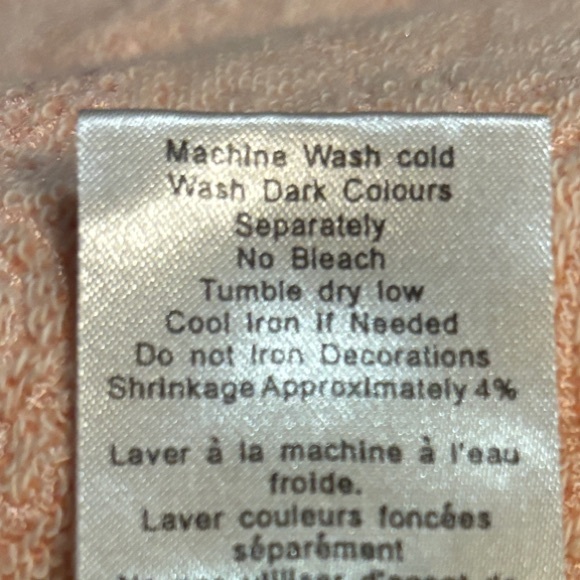 Machine Wash cold
Wash Dark Colours
Separately
No Bleach
Tumble dry low
Cool Iron If Needed
Do not Iron Decorations
Shrinkage Approximately 4%
Laver à la machine à l'eau
froide.
Laver couleurs foncées
séparément